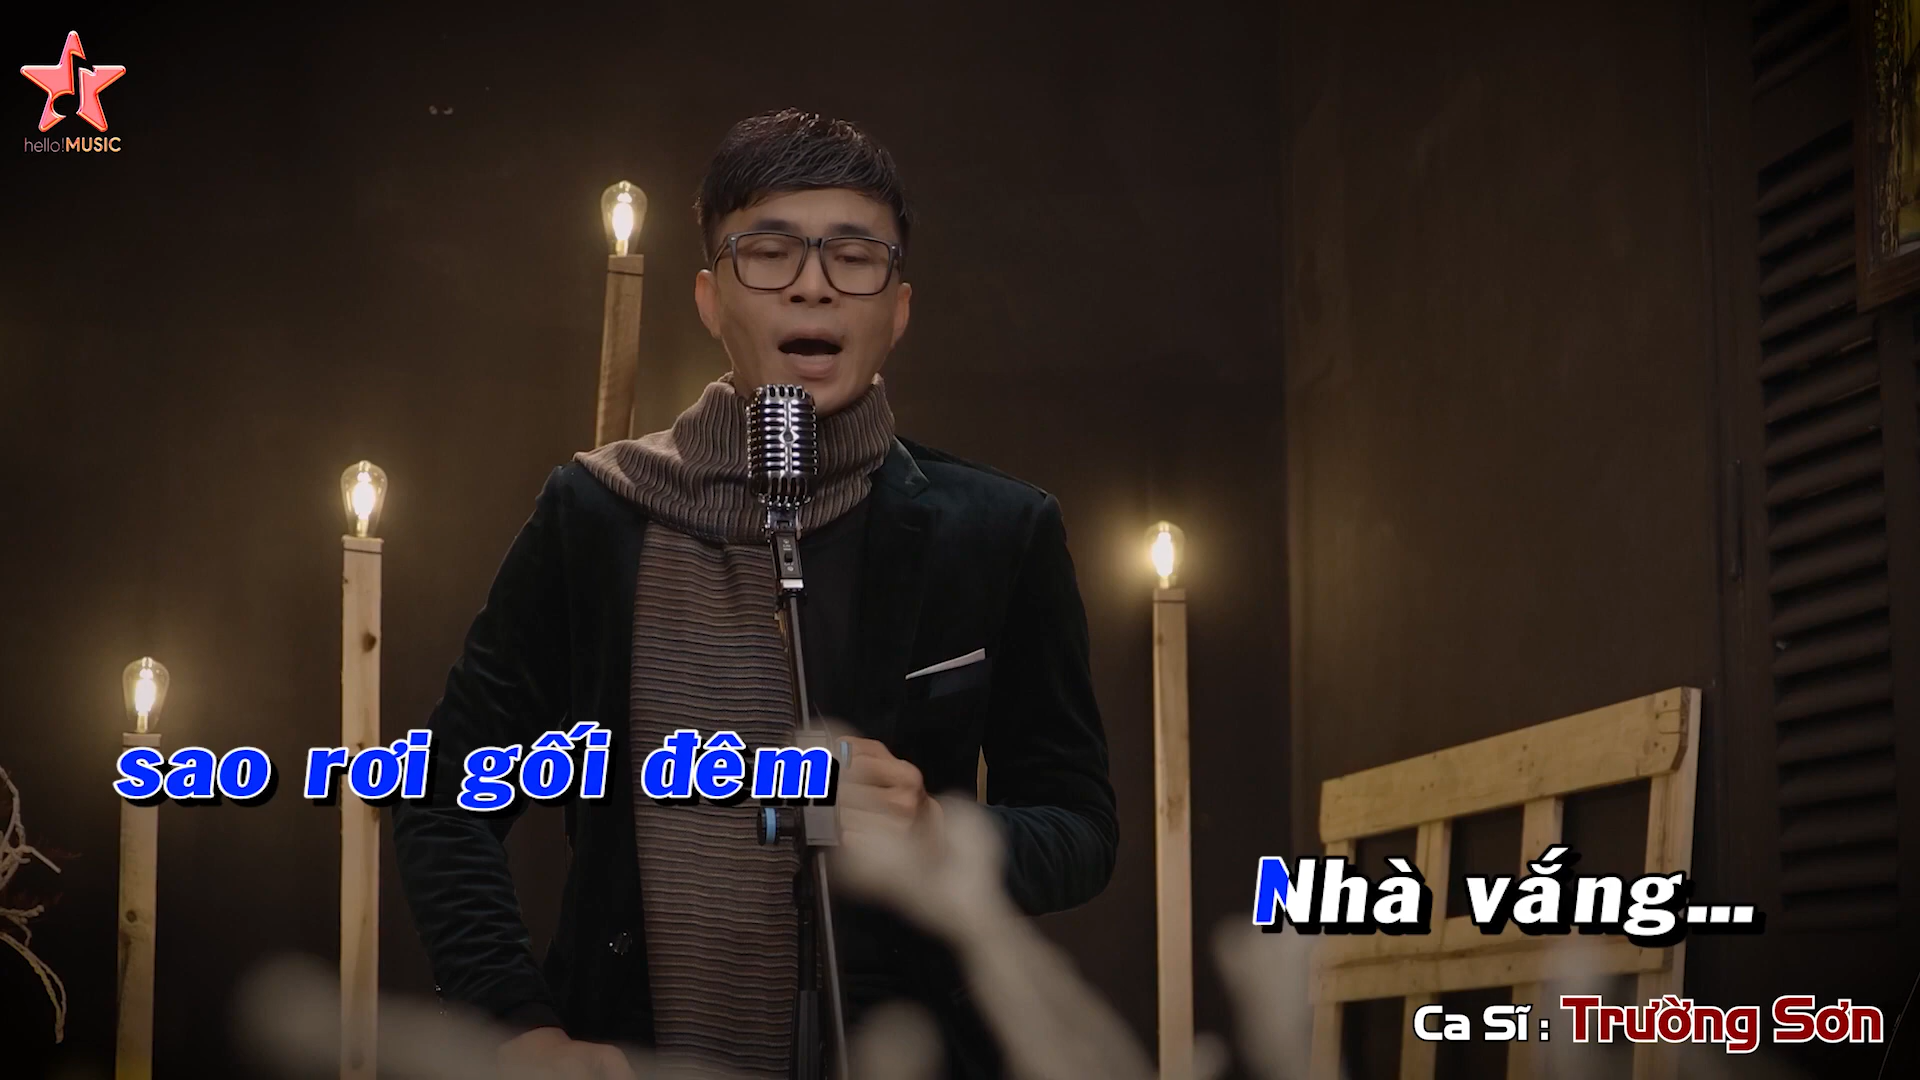 hello!MUSIC
sao rơi gối đêm
Nhà vắng...
Ca Sĩ : Trường Sơn